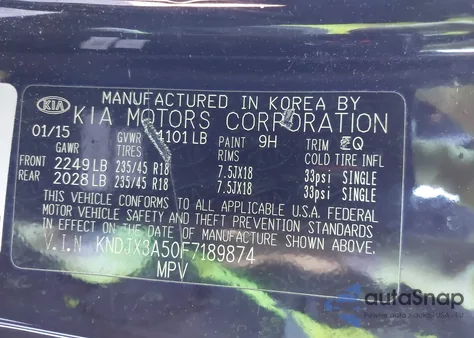 MANUFACTURED IN KOREA BY
KIA KIA MOTORS CORPORATION
01/15 GVWR 4101 LB PAINT 9H TRIM EQ
GAWR TIRES RIMS COLD TIRE INFL
FRONT 2249 LB 235/45 R18 7.5JX18 33psi SINGLE
REAR 2028 LB 235/45 R18 7.5JX18 33psi SINGLE
THIS VEHICLE CONFORMS TO ALL APPLICABLE U.S.A. FEDERAL
MOTOR VEHICLE SAFETY AND THEFT PREVENTION STANDARDS
IN EFFECT ON THE DATE OF MANUFACTURE SHOWN ABOVE.
V.I.N KNDJX3A50F7189874
MPV
autoSnap